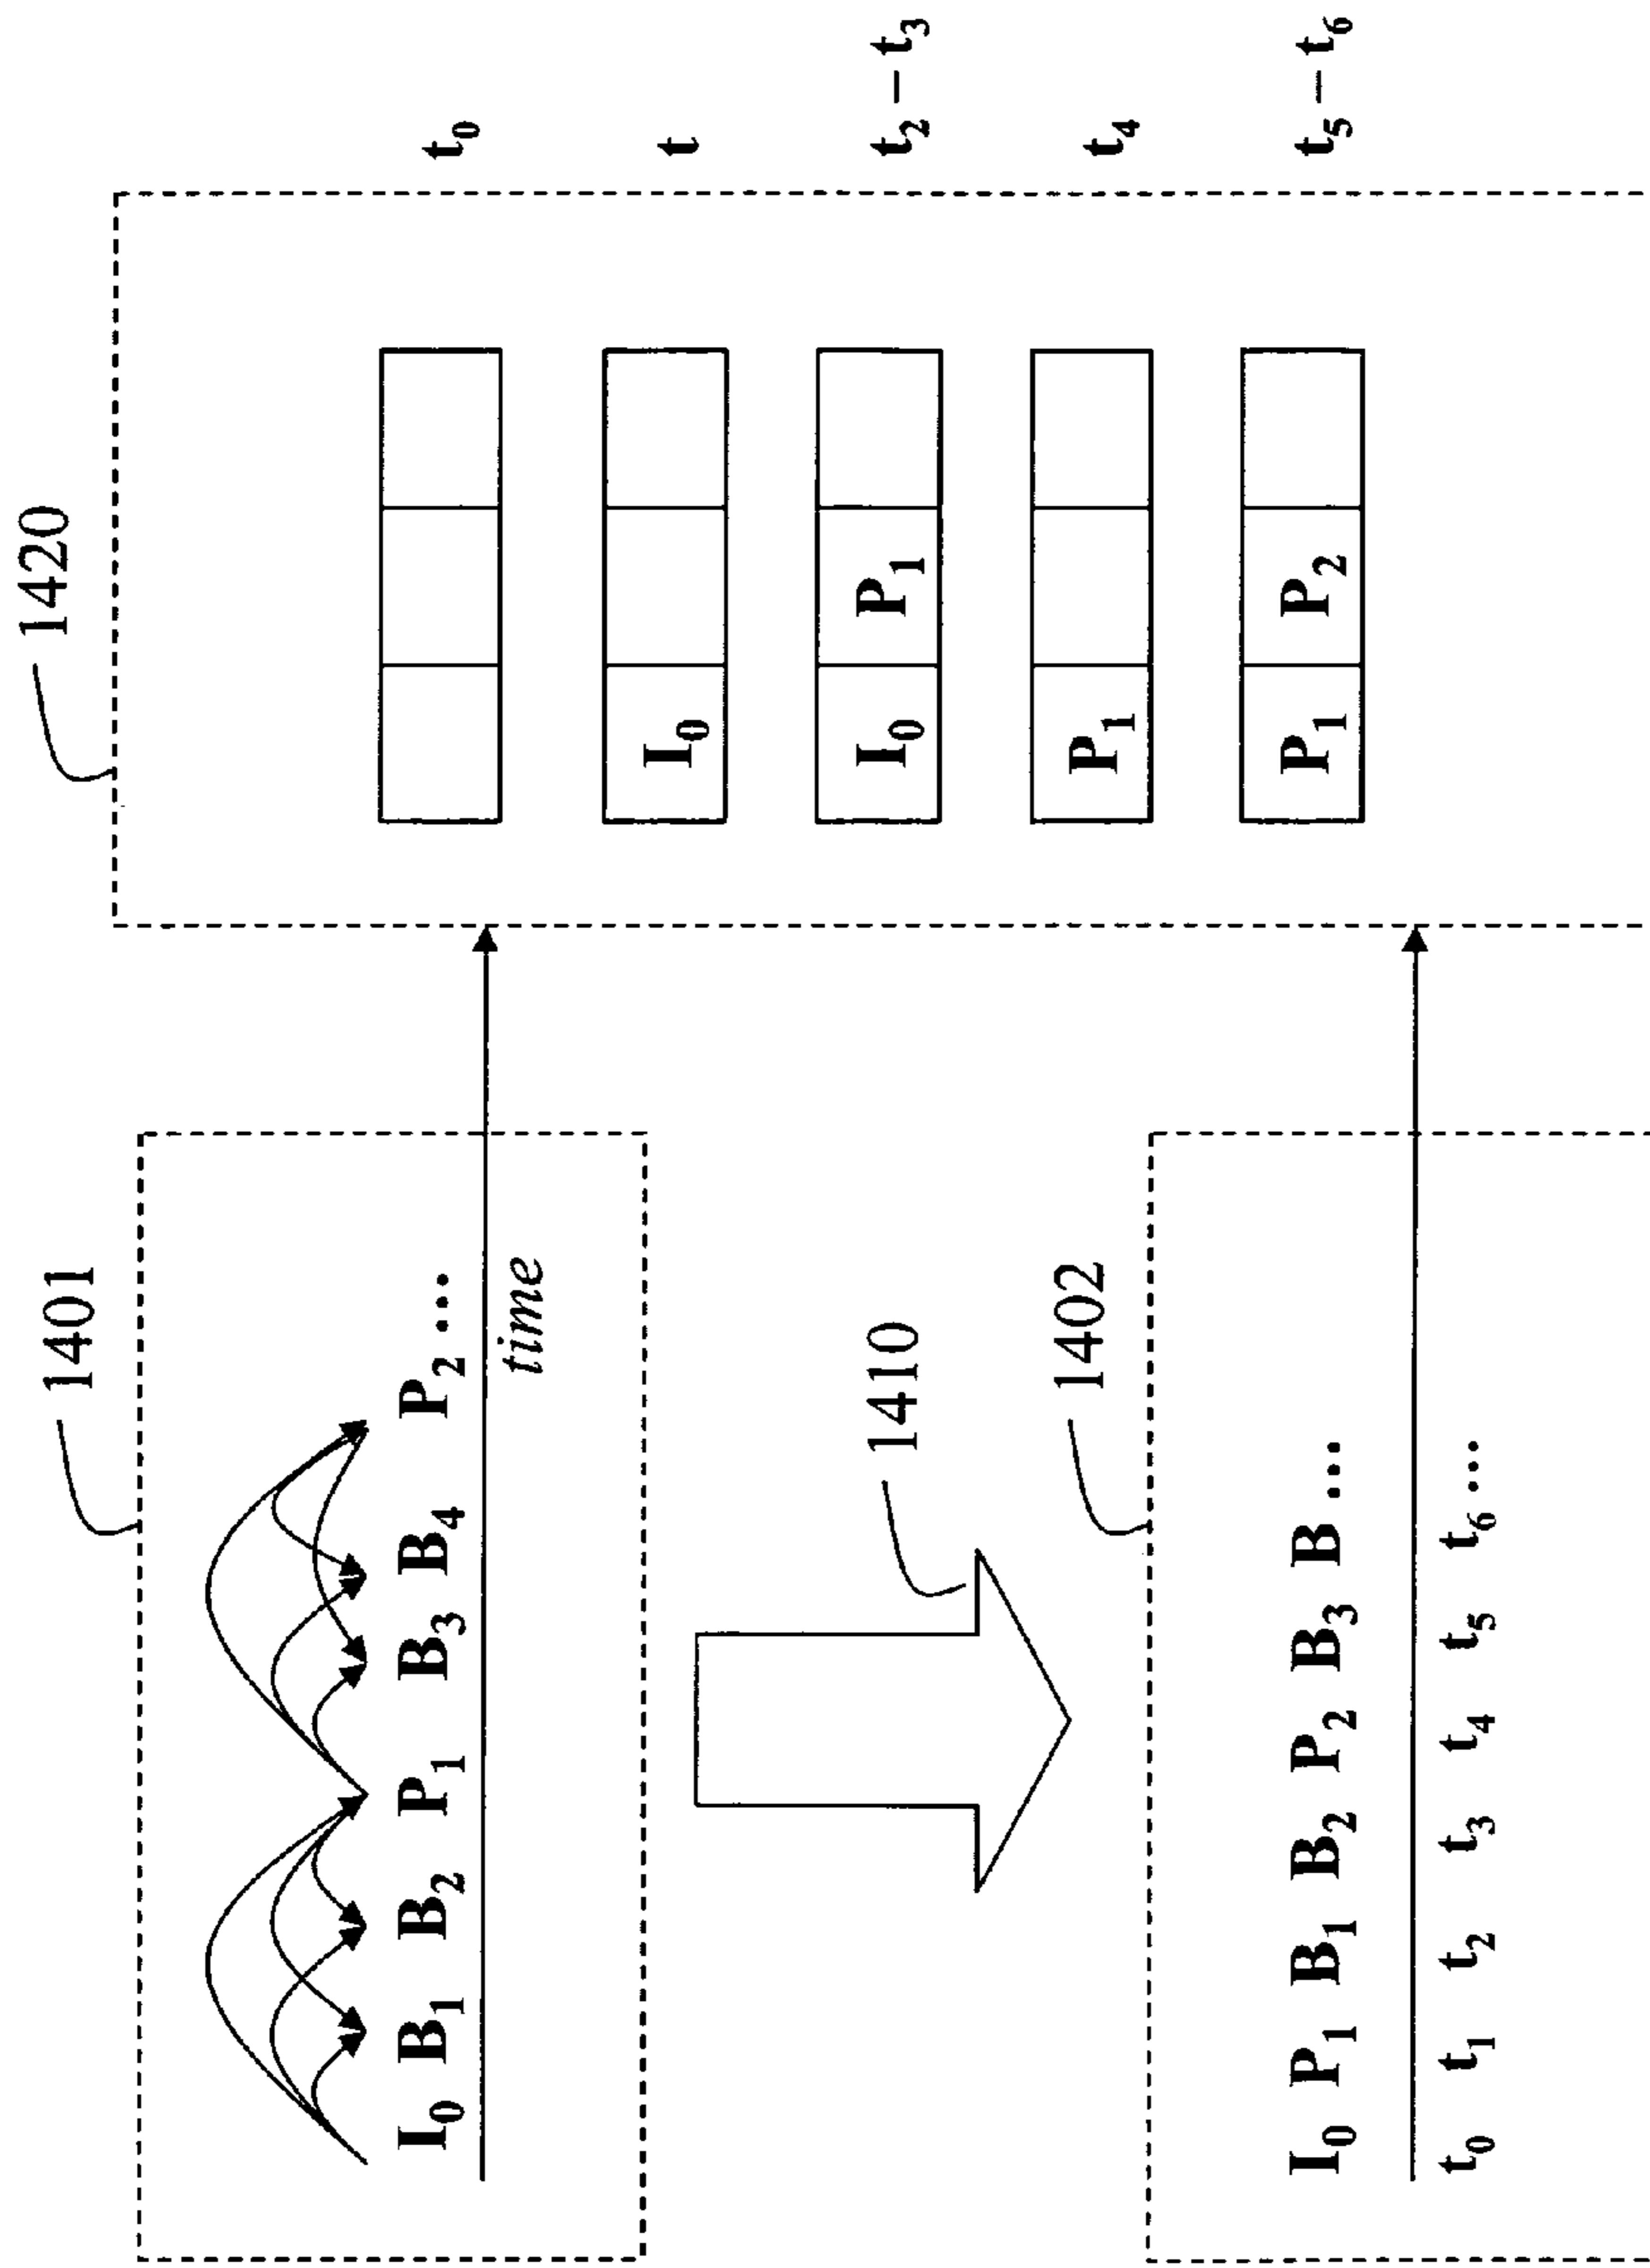 1401
I₀ B₁ B₂ P₁ B₃ B₄ P₂ ...
time
1410
1402
I₀ P₁ B₁ B₂ P₂ B₃ B ...
t₀ t₁ t₂ t₃ t₄ t₅ t₆ ...
1420
t₀
I₀ t
I₀ P₁ t₂ – t₃
P₁ t₄
P₁ P₂ t₅ – t₆